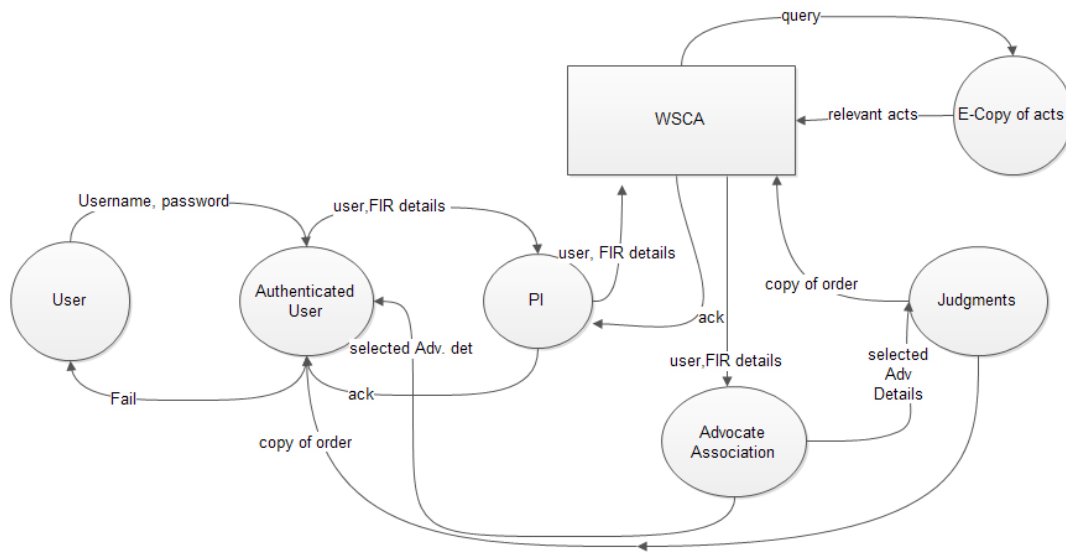 query
WSCA
relevant acts
E-Copy of acts
Username, password
user,FIR details
user, FIR details
User
Authenticated
User
PI
copy of order
Judgments
ack
selected Adv. det
user,FIR details
selected
Adv
Details
Fail
ack
copy of order
Advocate
Association